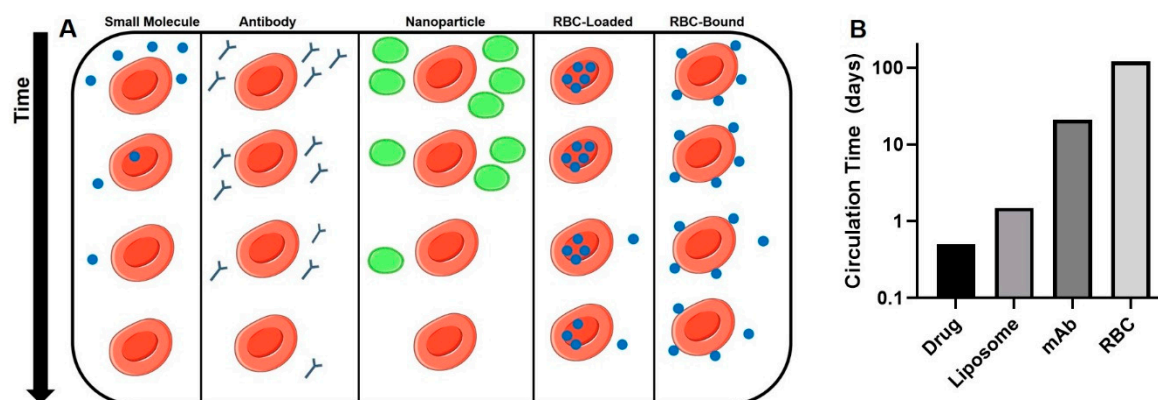 A
Small Molecule
Antibody
Nanoparticle
RBC-Loaded
RBC-Bound
Time
B
Circulation Time (days)
100
10
1
0.1
Drug
Liposome
mAb
RBC